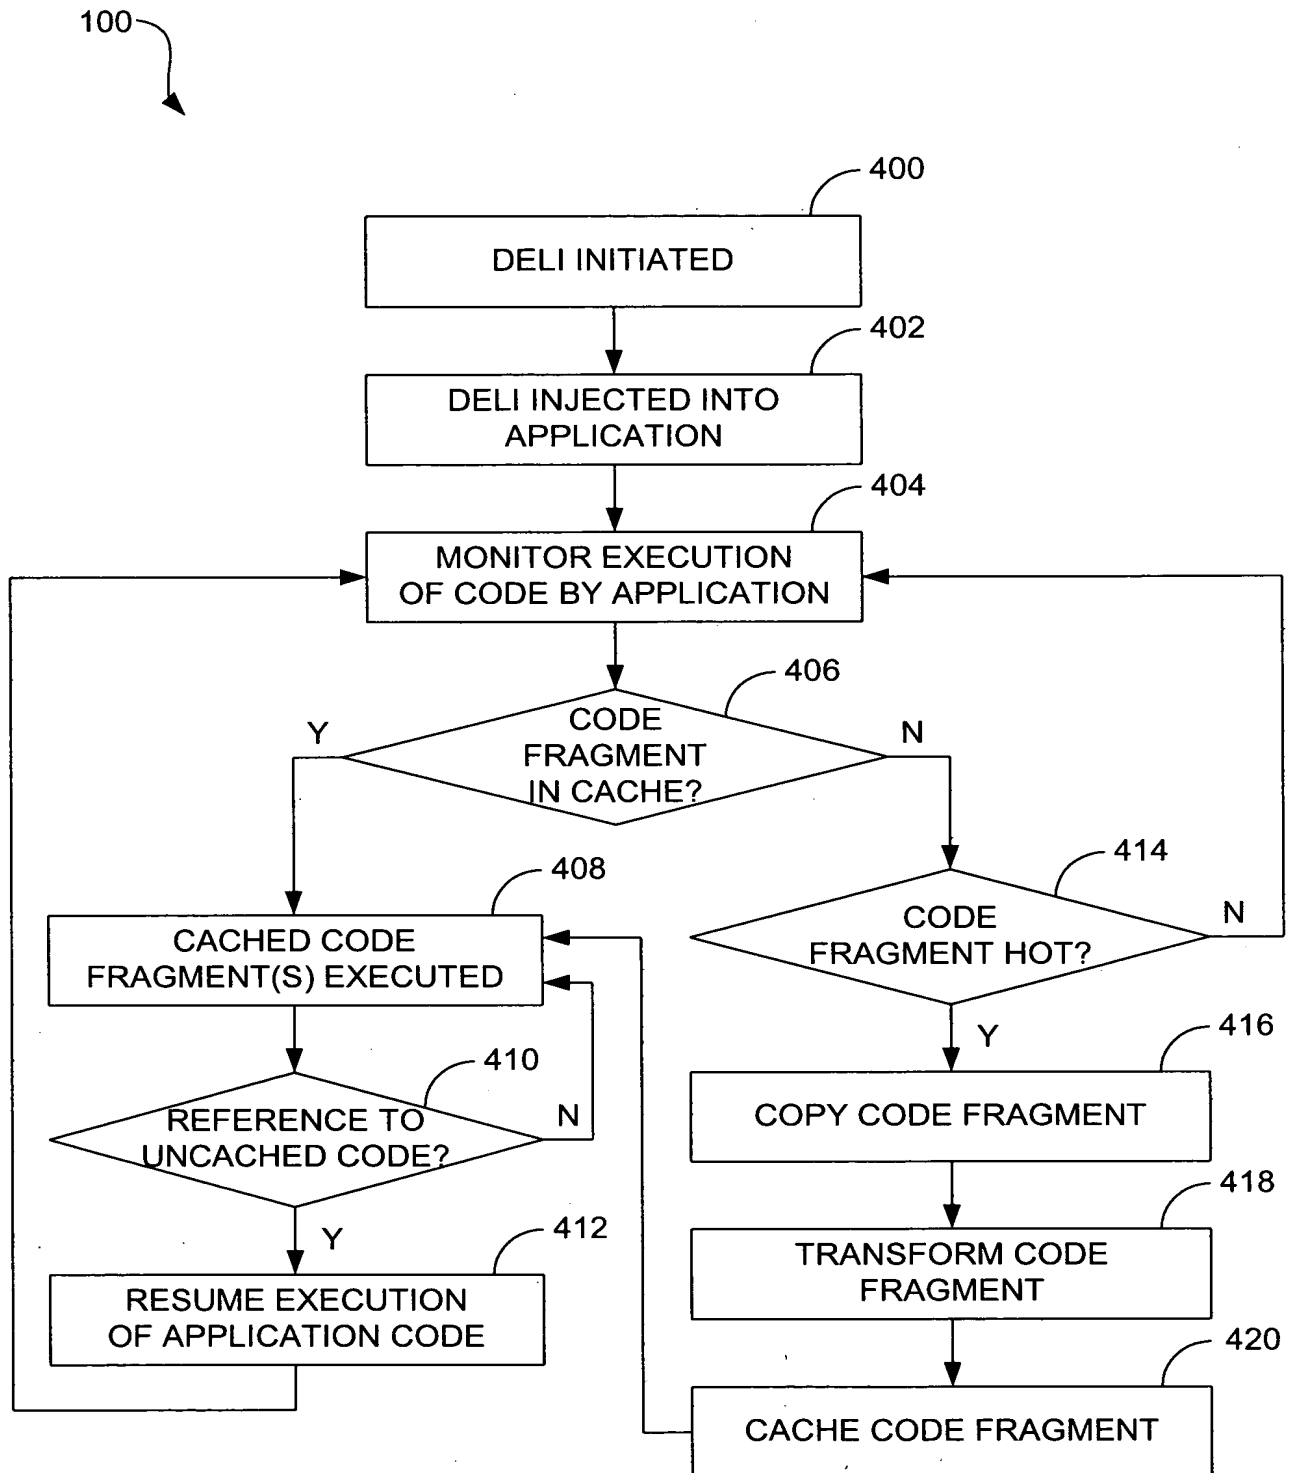 100
400
DELI INITIATED
402
DELI INJECTED INTO
APPLICATION
404
MONITOR EXECUTION
OF CODE BY APPLICATION
406
Y
CODE
FRAGMENT
IN CACHE?
N
408
CACHED CODE
FRAGMENT(S) EXECUTED
414
CODE
FRAGMENT HOT?
N
Y
410
REFERENCE TO
UNCACHED CODE?
N
Y
416
COPY CODE FRAGMENT
412
RESUME EXECUTION
OF APPLICATION CODE
418
TRANSFORM CODE
FRAGMENT
420
CACHE CODE FRAGMENT